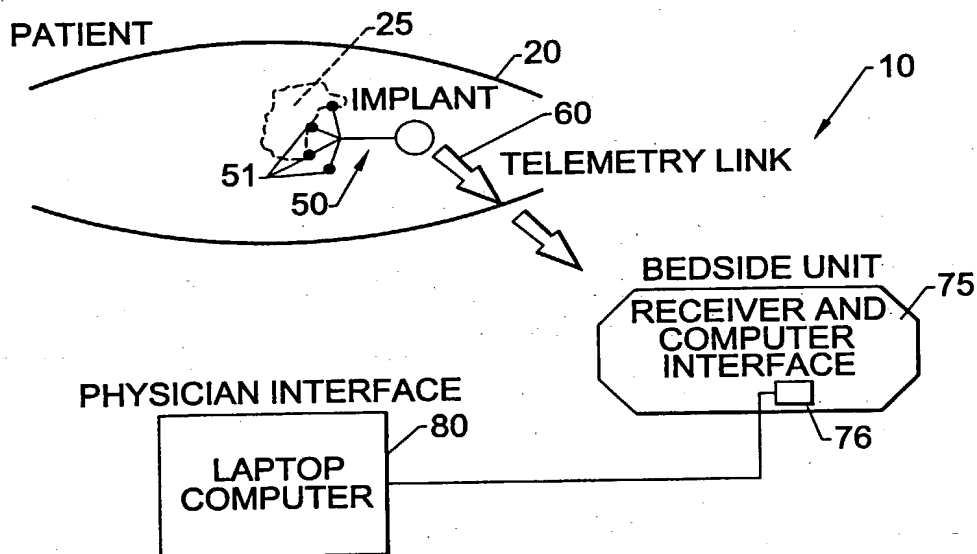 PATIENT
25
20
10
IMPLANT
60
TELEMETRY LINK
51
50
BEDSIDE UNIT
75
RECEIVER AND
COMPUTER
INTERFACE
76
PHYSICIAN INTERFACE
80
LAPTOP
COMPUTER